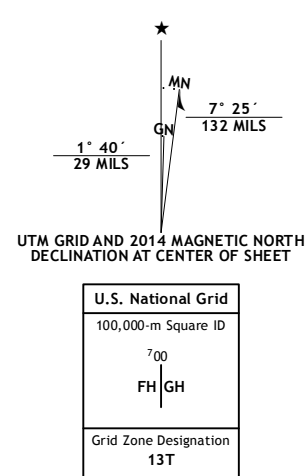 ★
MN
7° 25´
132 MILS
GN
1° 40´
29 MILS
UTM GRID AND 2014 MAGNETIC NORTH
DECLINATION AT CENTER OF SHEET
U.S. National Grid
100,000-m Square ID
⁷00
FH GH
Grid Zone Designation
13T